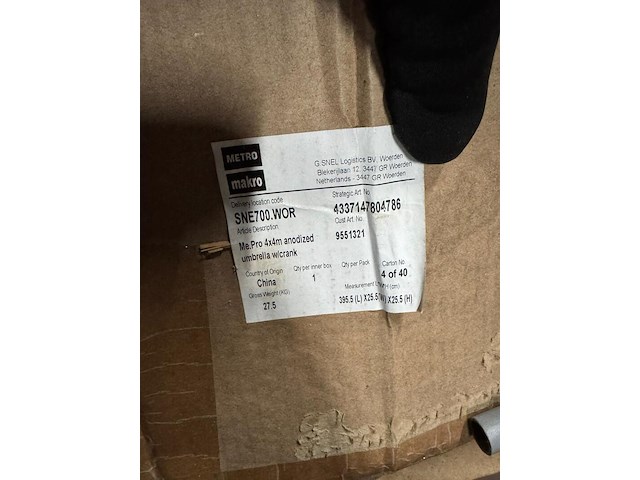 METRO
makro
G.SNEL Logistics BV. Woerden
Blekerijlaan 12, 3447 GR Woerden
Netherlands - 3447 GR Woerden
Delivery location code
SNE700.WOR
Strategic Art. No
4337147804786
Article Description
Me.Pro 4x4m anodized
umbrella w/crank
Cust Art. No
9551321
Country of Origin
China
Qty per inner box
1
Qty per Pack
Carton No
4 of 40
Gross Weight (KG)
27.5
Measurement (cm)
395.5 (L) X25.5 X25.5 (H)